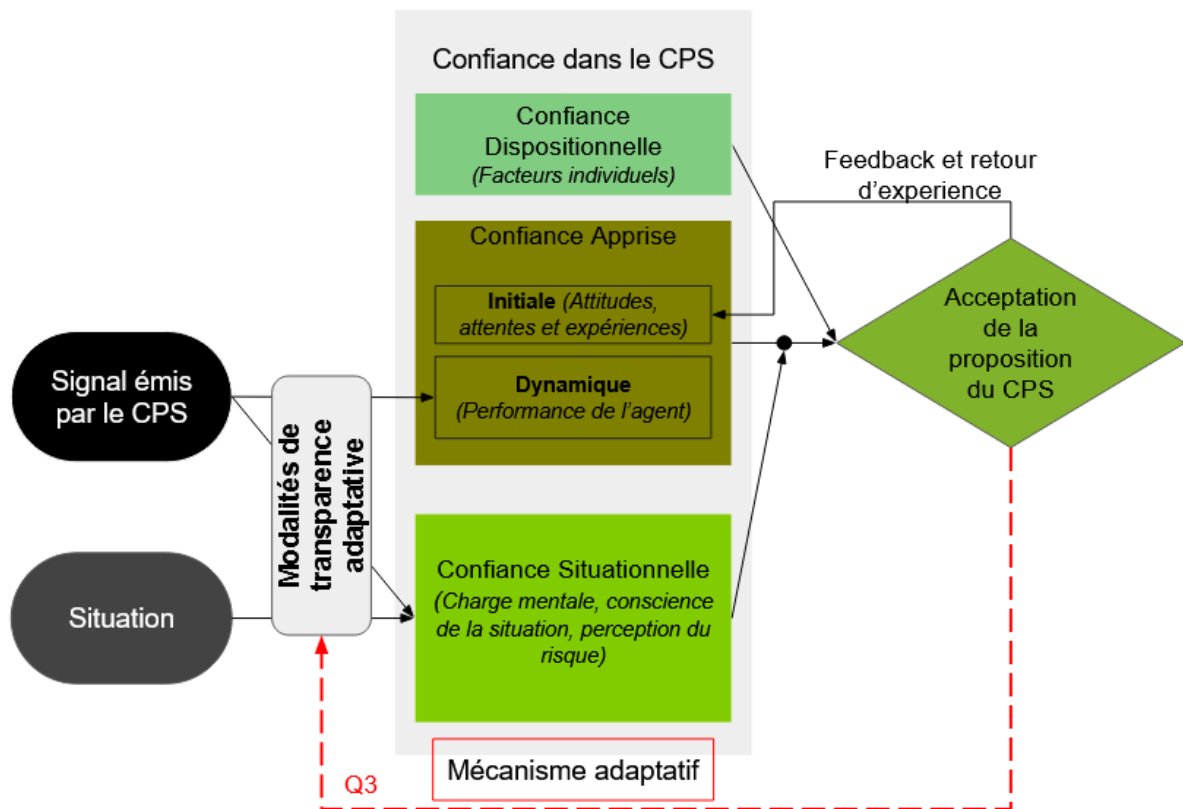 Confiance dans le CPS
Confiance
Dispositionnelle
(Facteurs individuels)
Feedback et retour
d'experience
Confiance Apprise
Initiale (Attitudes,
attentes et expériences)
Dynamique
(Performance de l'agent)
Signal émis
par le CPS
Modalités de
transparence
adaptative
Acceptation
de la
proposition
du CPS
Situation
Confiance Situationnelle
(Charge mentale, conscience
de la situation, perception du
risque)
Mécanisme adaptatif
Q3